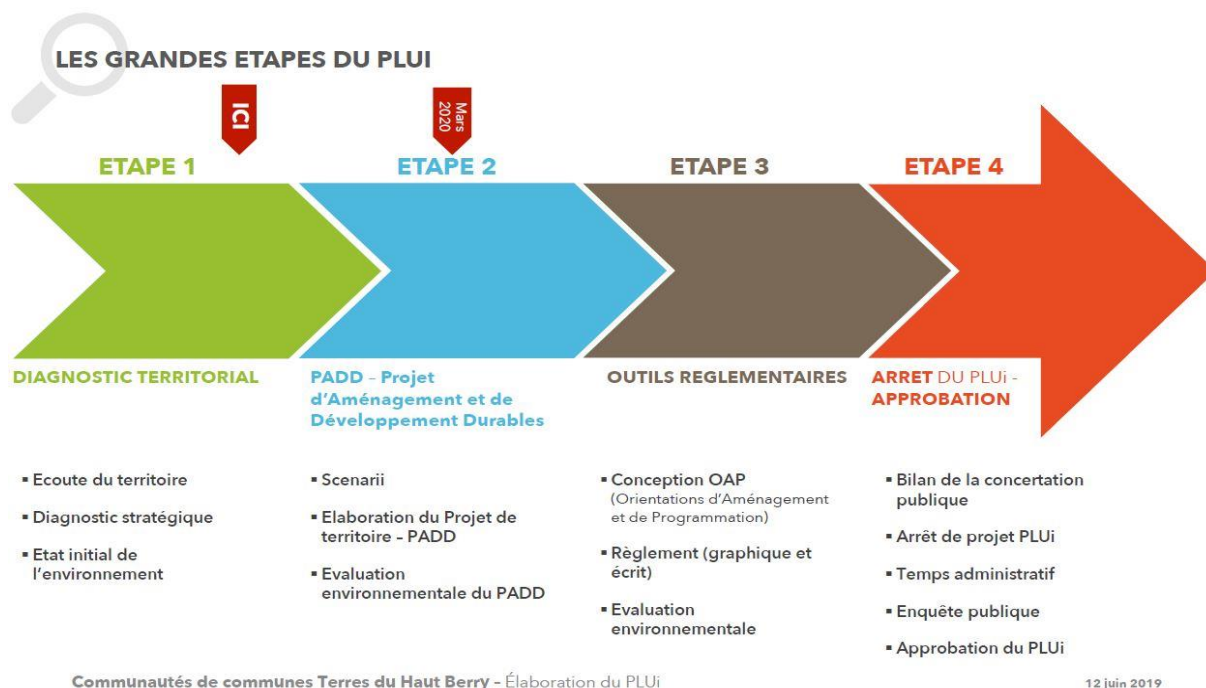 LES GRANDES ETAPES DU PLUI
ICI
Mars
2020
ETAPE 1
ETAPE 2
ETAPE 3
ETAPE 4
DIAGNOSTIC TERRITORIAL
PADD – Projet
d'Aménagement et de
Développement Durables
OUTILS REGLEMENTAIRES
ARRET DU PLUi -
APPROBATION
▪ Ecoute du territoire
▪ Diagnostic stratégique
▪ Etat initial de
l'environnement
▪ Scenarii
▪ Elaboration du Projet de
territoire – PADD
▪ Evaluation
environnementale du PADD
▪ Conception OAP
(Orientations d'Aménagement
et de Programmation)
▪ Règlement (graphique et
écrit)
▪ Evaluation
environnementale
▪ Bilan de la concertation
publique
▪ Arrêt de projet PLUi
▪ Temps administratif
▪ Enquête publique
▪ Approbation du PLUi
Communautés de communes Terres du Haut Berry – Élaboration du PLUi
12 juin 2019